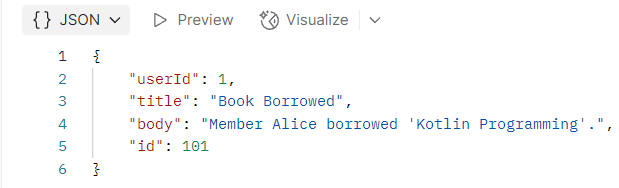 {} JSON Preview Visualize
1 {
2 "userId": 1,
3 "title": "Book Borrowed",
4 "body": "Member Alice borrowed 'Kotlin Programming'.",
5 "id": 101
6 }